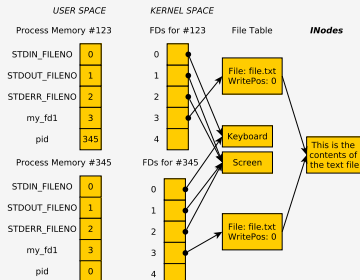 USER SPACE
KERNEL SPACE
Process Memory #123
FDs for #123
File Table
INodes
STDIN_FILENO 0
STDOUT_FILENO 1
STDERR_FILENO 2
my_fd1 3
pid 345
0
1
2
3
4
File: file.txt
WritePos: 0
Keyboard
Screen
This is the
contents of
the text file
Process Memory #345
FDs for #345
STDIN_FILENO 0
STDOUT_FILENO 1
STDERR_FILENO 2
my_fd1 3
pid 0
0
1
2
3
4
File: file.txt
WritePos: 0